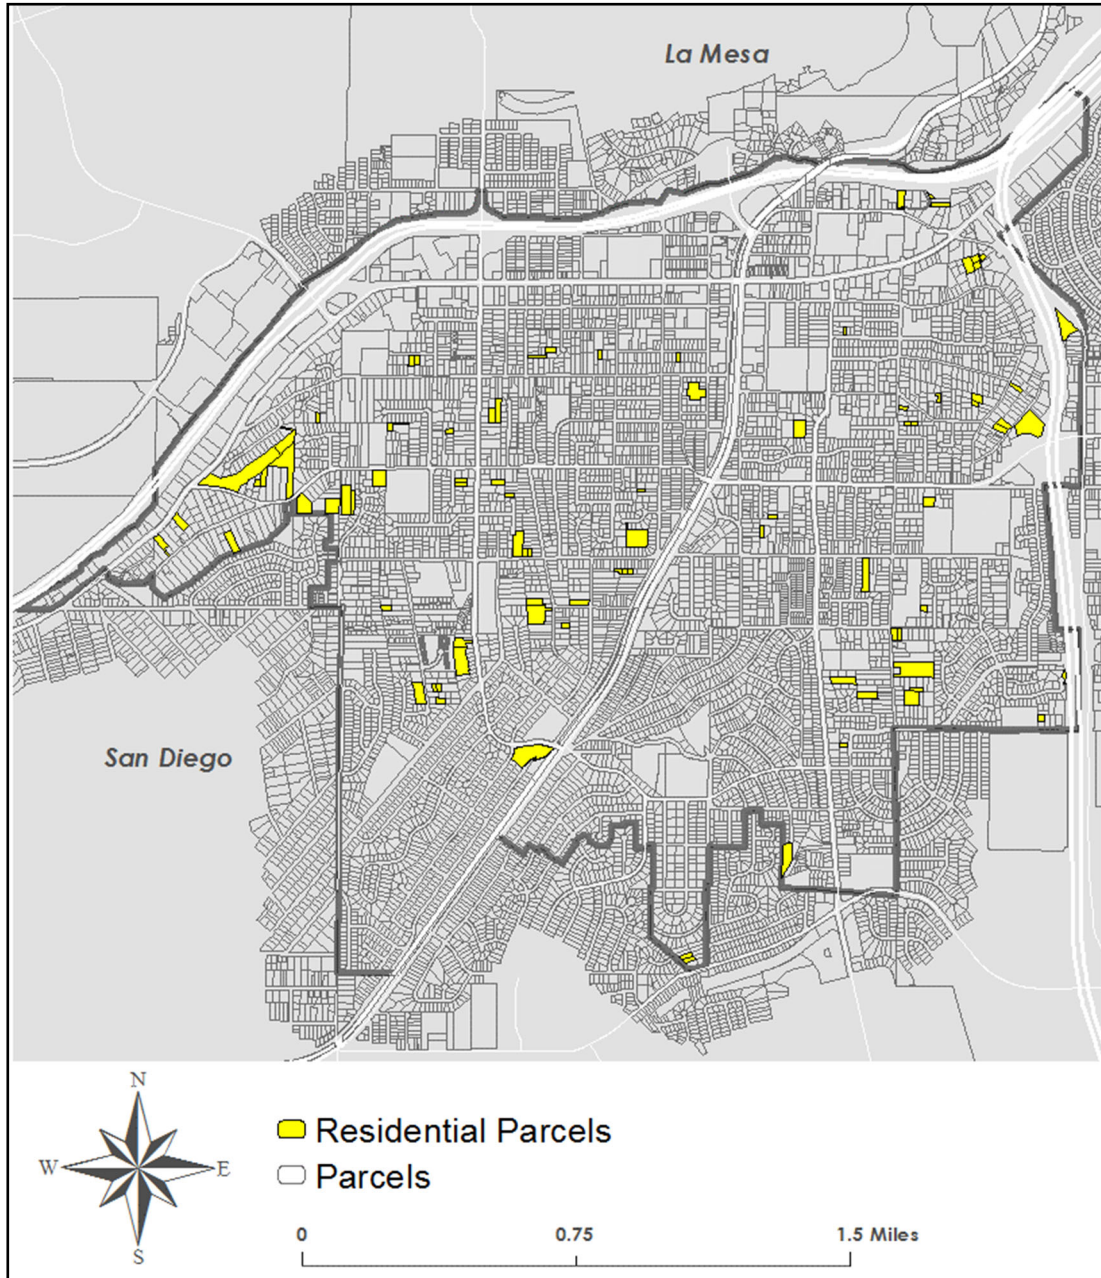 La Mesa
San Diego
N
W E
S
Residential Parcels
Parcels
0 0.75 1.5 Miles